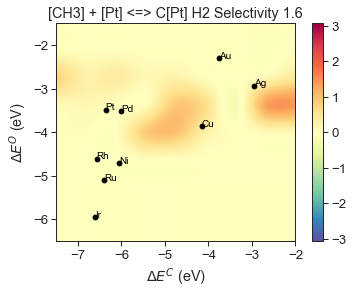 [CH3] + [Pt] <=> C[Pt] H2 Selectivity 1.6
ΔE^O (eV)
−2
−3
−4
−5
−6
Au
Ag
Pt
Pd
Cu
Rh
Ni
Ru
Ir
−7
−6
−5
−4
−3
−2
ΔE^C (eV)
3
2
1
0
−1
−2
−3